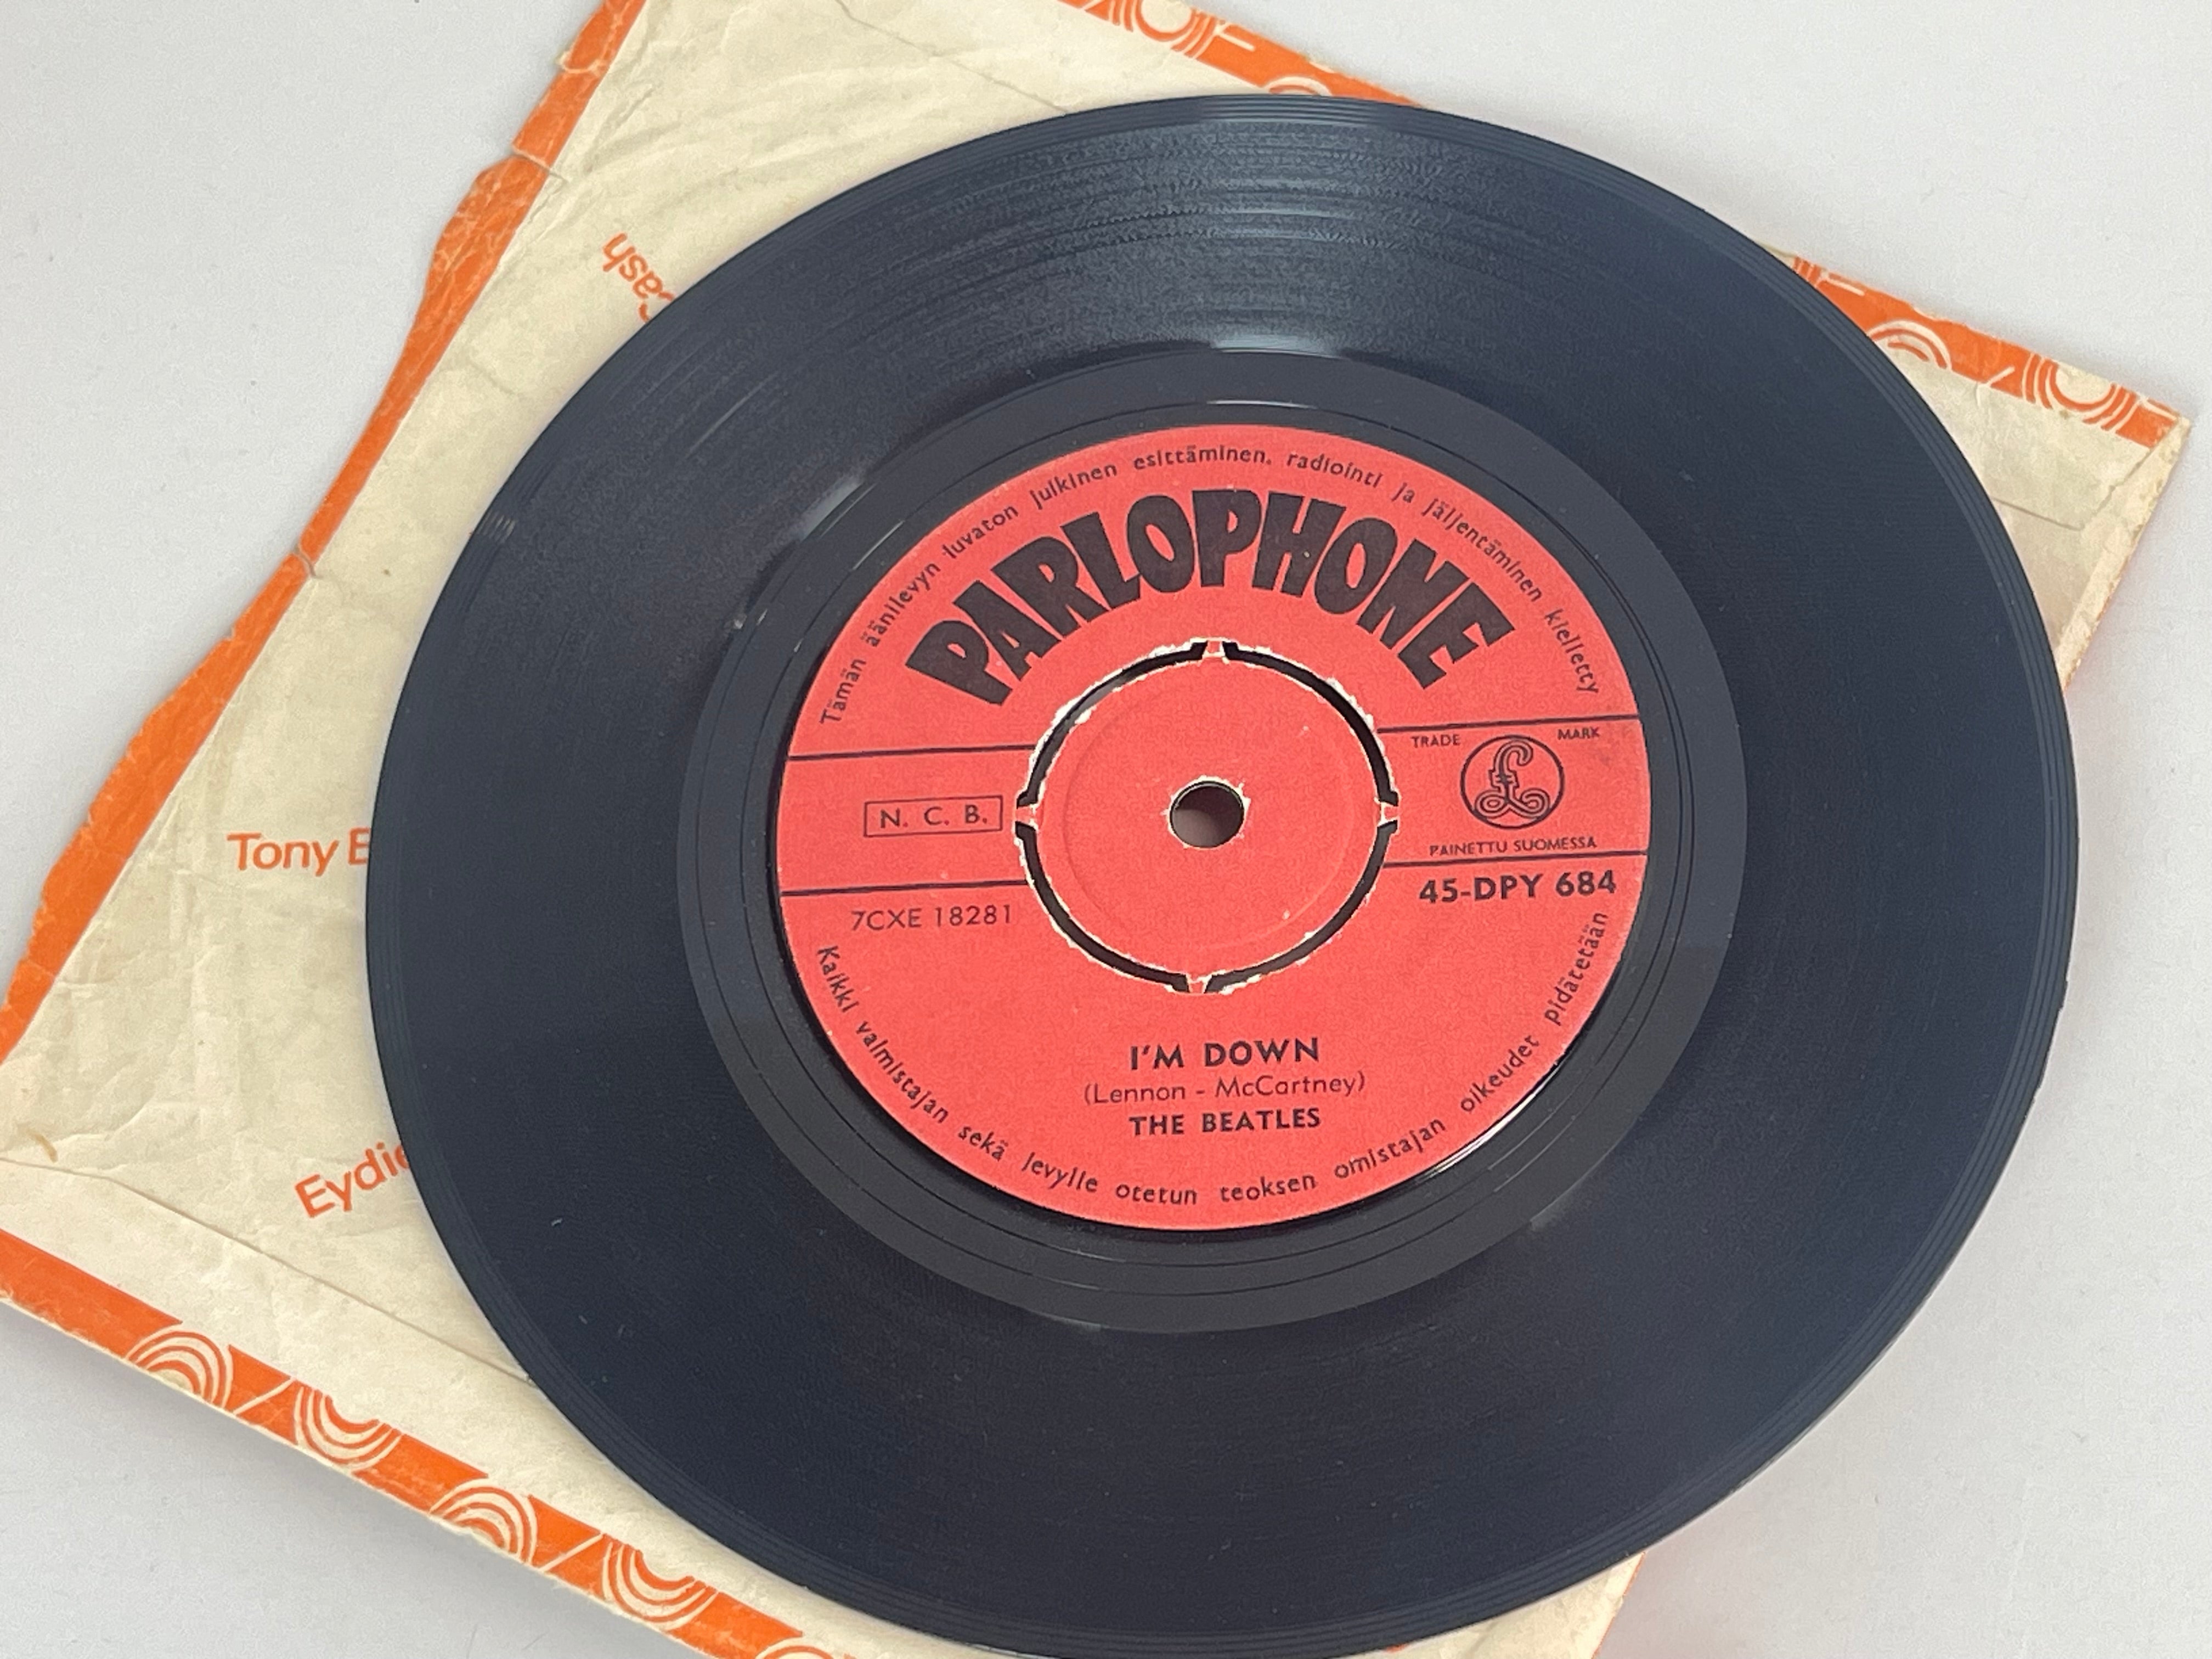 Cash
Tony
Eydie
Tämän äänilevyn luvaton julkinen esittäminen, radiointi ja jäljentäminen kielletty
PARLOPHONE
TRADE MARK
£
N. C. B.
PAINETTU SUOMESSA
7CXE 18281
45-DPY 684
I'M DOWN
(Lennon - McCartney)
THE BEATLES
Kaikki valmistajan sekä levylle otetun teoksen omistajan oikeudet pidätetään